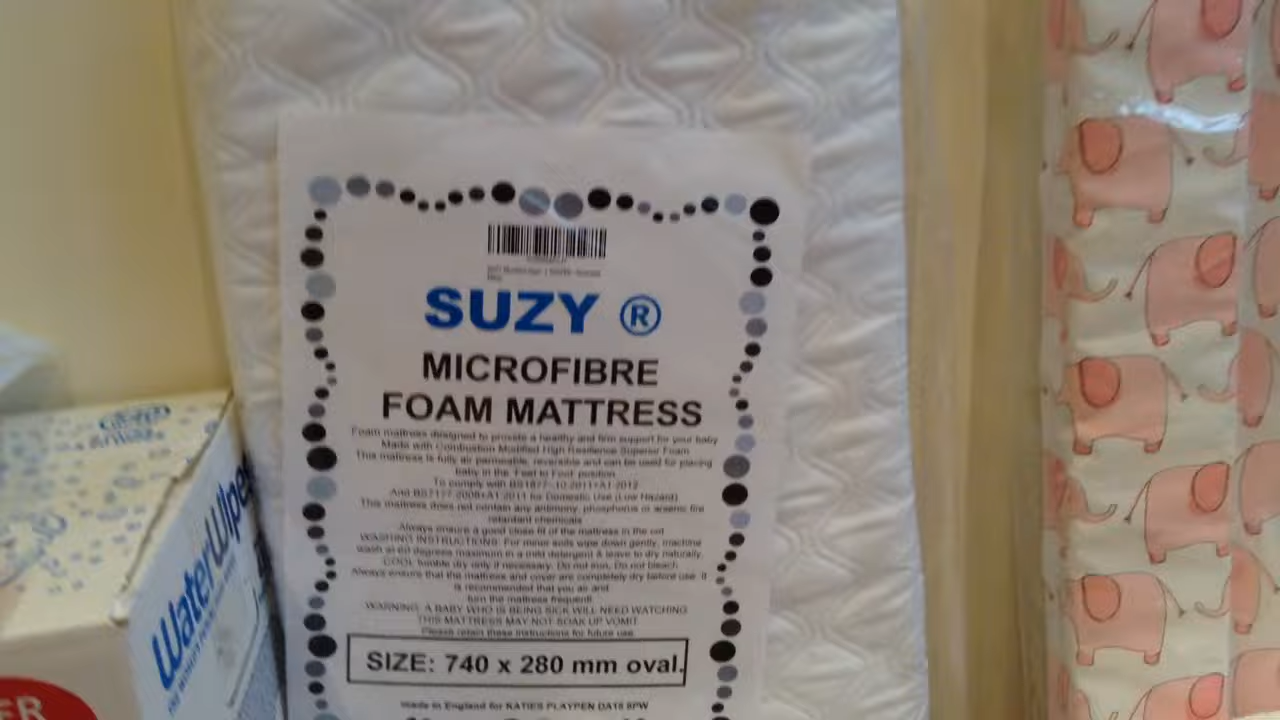 SUZY ®
MICROFIBRE
FOAM MATTRESS
Foam mattress designed to provide a healthy and firm support for your baby
Made with Combustion Modified High Resilience Superior Foam
This mattress is fully air permeable, reversible and can be used for placing
baby in the 'Feet to Foot' position
To comply with BS1877-10:2011+A1:2012
And BS7177:2008+A1:2011 for Domestic Use (Low Hazard)
This mattress does not contain any antimony, phosphorus or arsenic fire
retardant chemicals
Always ensure a good close fit of the mattress in the cot
WASHING INSTRUCTIONS: For minor soils wipe down gently, machine
wash at 60 degrees maximum in a mild detergent & leave to dry naturally.
COOL tumble dry only if necessary. Do not iron. Do not bleach.
Always ensure that the mattress and cover are completely dry before use. It
is recommended that you air and
turn the mattress frequently
WARNING: A BABY WHO IS BEING SICK WILL NEED WATCHING
THIS MATTRESS MAY NOT SOAK UP VOMIT
Please retain these instructions for future use
SIZE: 740 x 280 mm oval.
made in England for KATIES PLAYPEN DA16 6PW
WaterWipes
ER